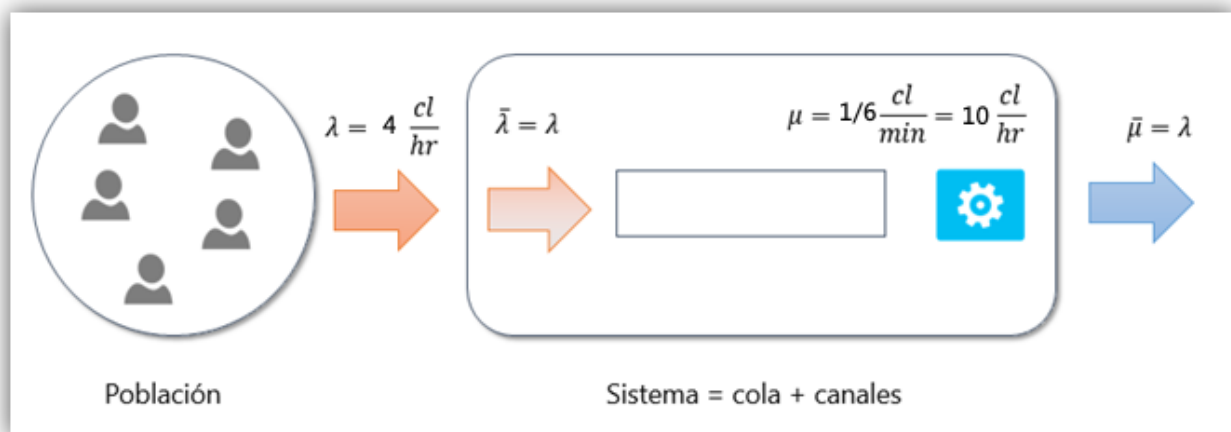 λ = 4 cl/hr
λ̄ = λ
μ = 1/6 cl/min = 10 cl/hr
μ̄ = λ
Población
Sistema = cola + canales